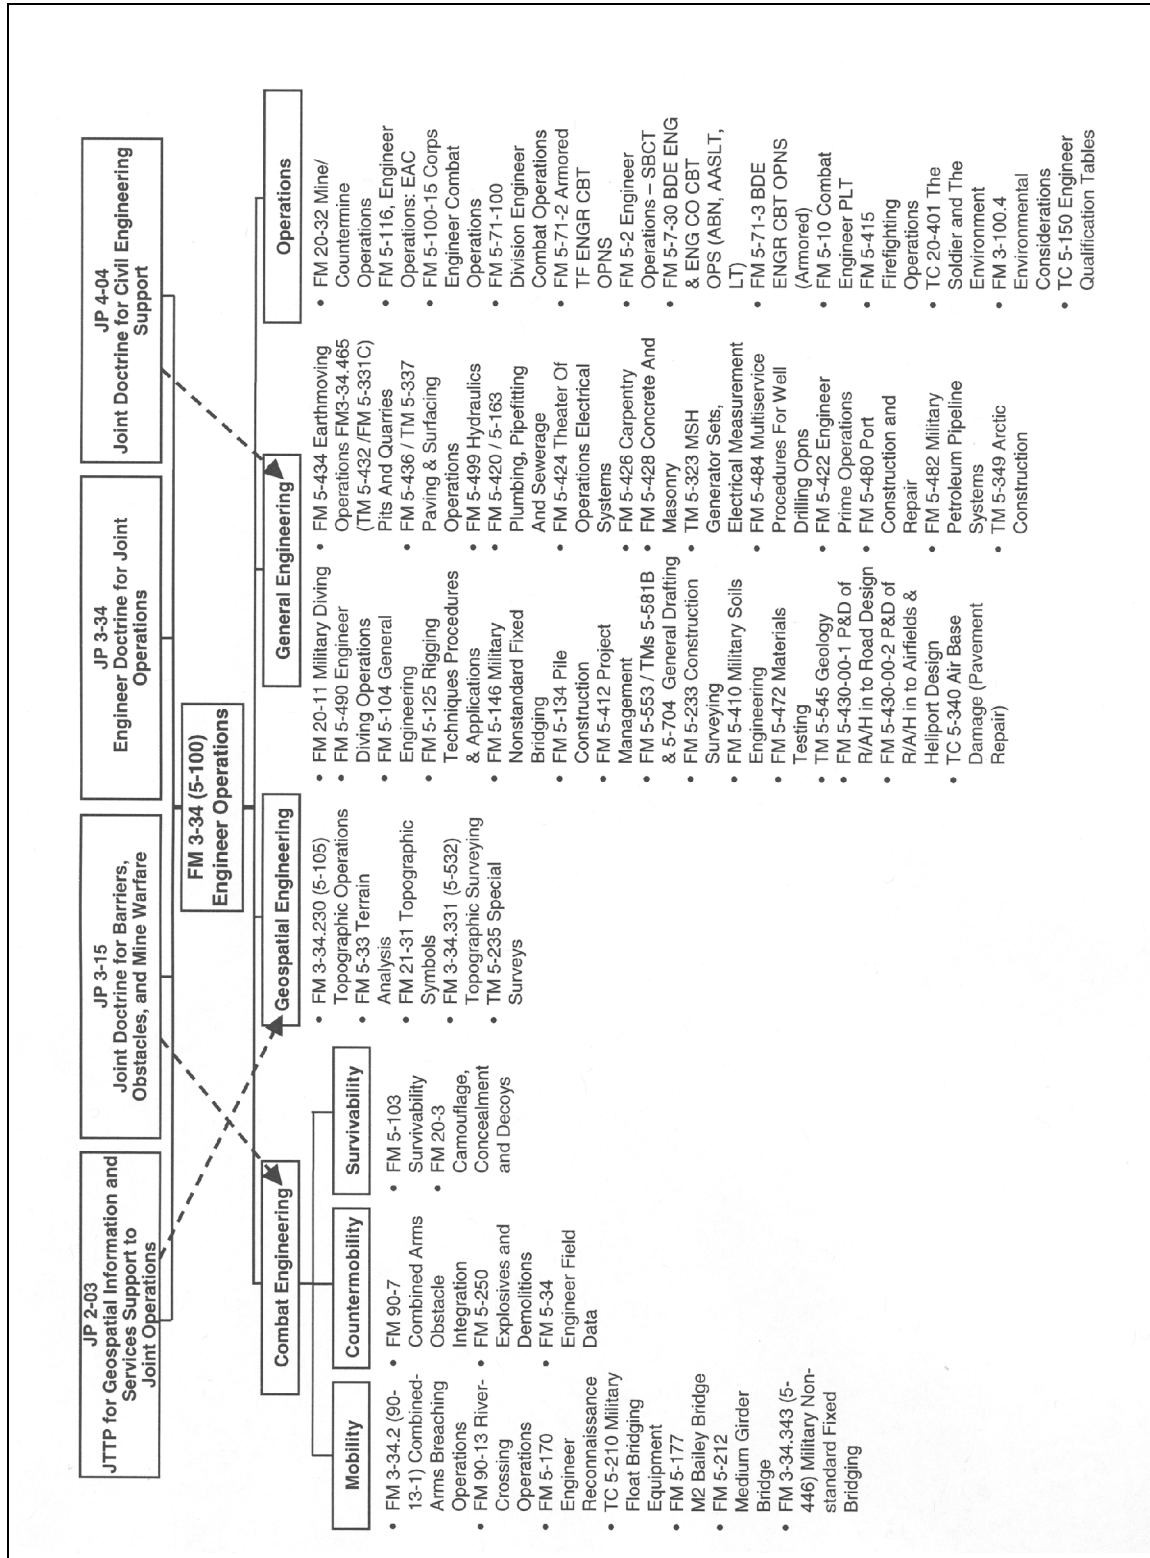 JP 2-03
JTTP for Geospatial Information and
Services Support to
Joint Operations
JP 3-15
Joint Doctrine for Barriers,
Obstacles, and Mine Warfare
JP 3-34
Engineer Doctrine for Joint
Operations
JP 4-04
Joint Doctrine for Civil Engineering
Support
FM 3-34 (5-100)
Engineer Operations
Combat Engineering
Geospatial Engineering
General Engineering
Operations
Mobility
Countermobility
Survivability
• FM 3-34.2 (90-
13-1) Combined-
Arms Breaching
Operations
• FM 90-13 River-
Crossing
Operations
• FM 5-170
Engineer
Reconnaissance
• TC 5-210 Military
Float Bridging
Equipment
• FM 5-177
M2 Bailey Bridge
• FM 5-212
Medium Girder
Bridge
• FM 3-34.343 (5-
446) Military Non-
standard Fixed
Bridging
• FM 90-7
Combined Arms
Obstacle
Integration
• FM 5-250
Explosives and
Demolitions
• FM 5-34
Engineer Field
Data
• FM 5-103
Survivability
• FM 20-3
Camouflage,
Concealment
and Decoys
• FM 3-34.230 (5-105)
Topographic Operations
• FM 5-33 Terrain
Analysis
• FM 21-31 Topographic
Symbols
• FM 3-34.331 (5-532)
Topographic Surveying
• TM 5-235 Special
Surveys
• FM 20-11 Military Diving
• FM 5-490 Engineer
Diving Operations
• FM 5-104 General
Engineering
• FM 5-125 Rigging
Techniques Procedures
& Applications
• FM 5-146 Military
Nonstandard Fixed
Bridging
• FM 5-134 Pile
Construction
• FM 5-412 Project
Management
• FM 5-553 / TMs 5-581B
& 5-704 General Drafting
• FM 5-233 Construction
Surveying
• FM 5-410 Military Soils
Engineering
• FM 5-472 Materials
Testing
• TM 5-545 Geology
• FM 5-430-00-1 P&D of
R/A/H in to Road Design
• FM 5-430-00-2 P&D of
R/A/H in to Airfields &
Heliport Design
• TC 5-340 Air Base
Damage (Pavement
Repair)
• FM 5-434 Earthmoving
Operations FM3-34.465
(TM 5-432 /FM 5-331C)
Pits And Quarries
• FM 5-436 / TM 5-337
Paving & Surfacing
Operations
• FM 5-499 Hydraulics
• FM 5-420 / 5-163
Plumbing, Pipefitting
And Sewerage
• FM 5-424 Theater Of
Operations Electrical
Systems
• FM 5-426 Carpentry
• FM 5-428 Concrete And
Masonry
• TM 5-323 MSH
Generator Sets,
Electrical Measurement
• FM 5-484 Multiservice
Procedures For Well
Drilling Opns
• FM 5-422 Engineer
Prime Operations
• FM 5-480 Port
Construction and
Repair
• FM 5-482 Military
Petroleum Pipeline
Systems
• TM 5-349 Arctic
Construction
• FM 20-32 Mine/
Countermine
Operations
• FM 5-116, Engineer
Operations: EAC
• FM 5-100-15 Corps
Engineer Combat
Operations
• FM 5-71-100
Division Engineer
Combat Operations
• FM 5-71-2 Armored
TF ENGR CBT
OPNS
• FM 5-2 Engineer
Operations – SBCT
• FM 5-7-30 BDE ENG
& ENG CO CBT
OPS (ABN, AASLT,
LT)
• FM 5-71-3 BDE
ENGR CBT OPNS
(Armored)
• FM 5-10 Combat
Engineer PLT
• FM 5-415
Firefighting
Operations
• TC 20-401 The
Soldier and The
Environment
• FM 3-100.4
Environmental
Considerations
• TC 5-150 Engineer
Qualification Tables